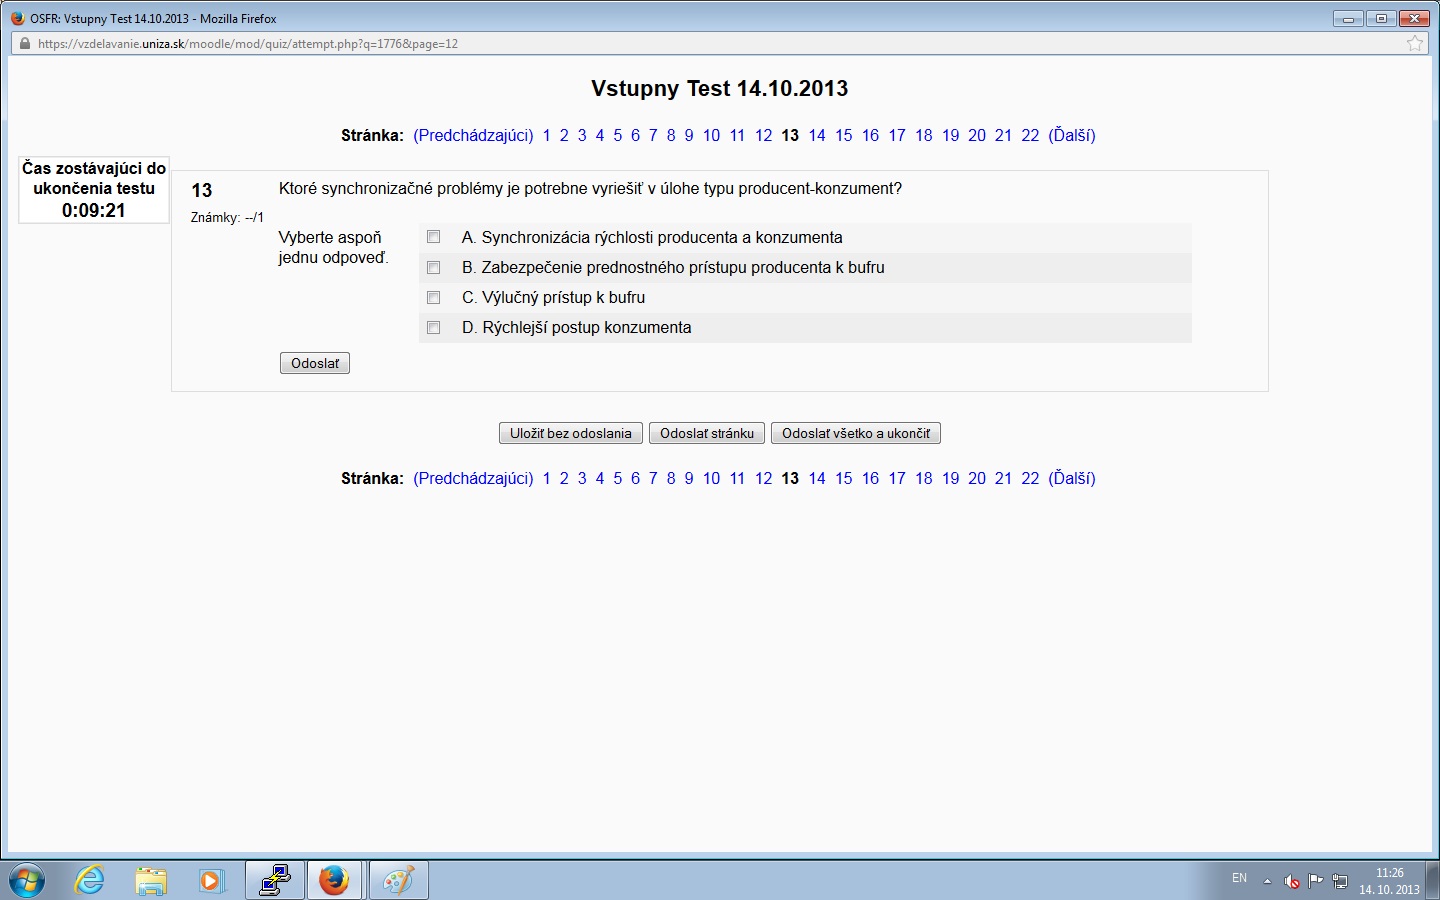 OSFR: Vstupny Test 14.10.2013 - Mozilla Firefox
https://vzdelavanie.uniza.sk/moodle/mod/quiz/attempt.php?q=1776&page=12
Vstupny Test 14.10.2013
Stránka: (Predchádzajúci) 1 2 3 4 5 6 7 8 9 10 11 12 13 14 15 16 17 18 19 20 21 22 (Ďalší)
Čas zostávajúci do
ukončenia testu
0:09:21
13
Známky: --/1
Ktoré synchronizačné problémy je potrebne vyriešiť v úlohe typu producent-konzument?
Vyberte aspoň
jednu odpoveď.
A. Synchronizácia rýchlosti producenta a konzumenta
B. Zabezpečenie prednostného prístupu producenta k bufru
C. Výlučný prístup k bufru
D. Rýchlejší postup konzumenta
Odoslať
Uložiť bez odoslania Odoslať stránku Odoslať všetko a ukončiť
Stránka: (Predchádzajúci) 1 2 3 4 5 6 7 8 9 10 11 12 13 14 15 16 17 18 19 20 21 22 (Ďalší)
EN
11:26
14. 10. 2013